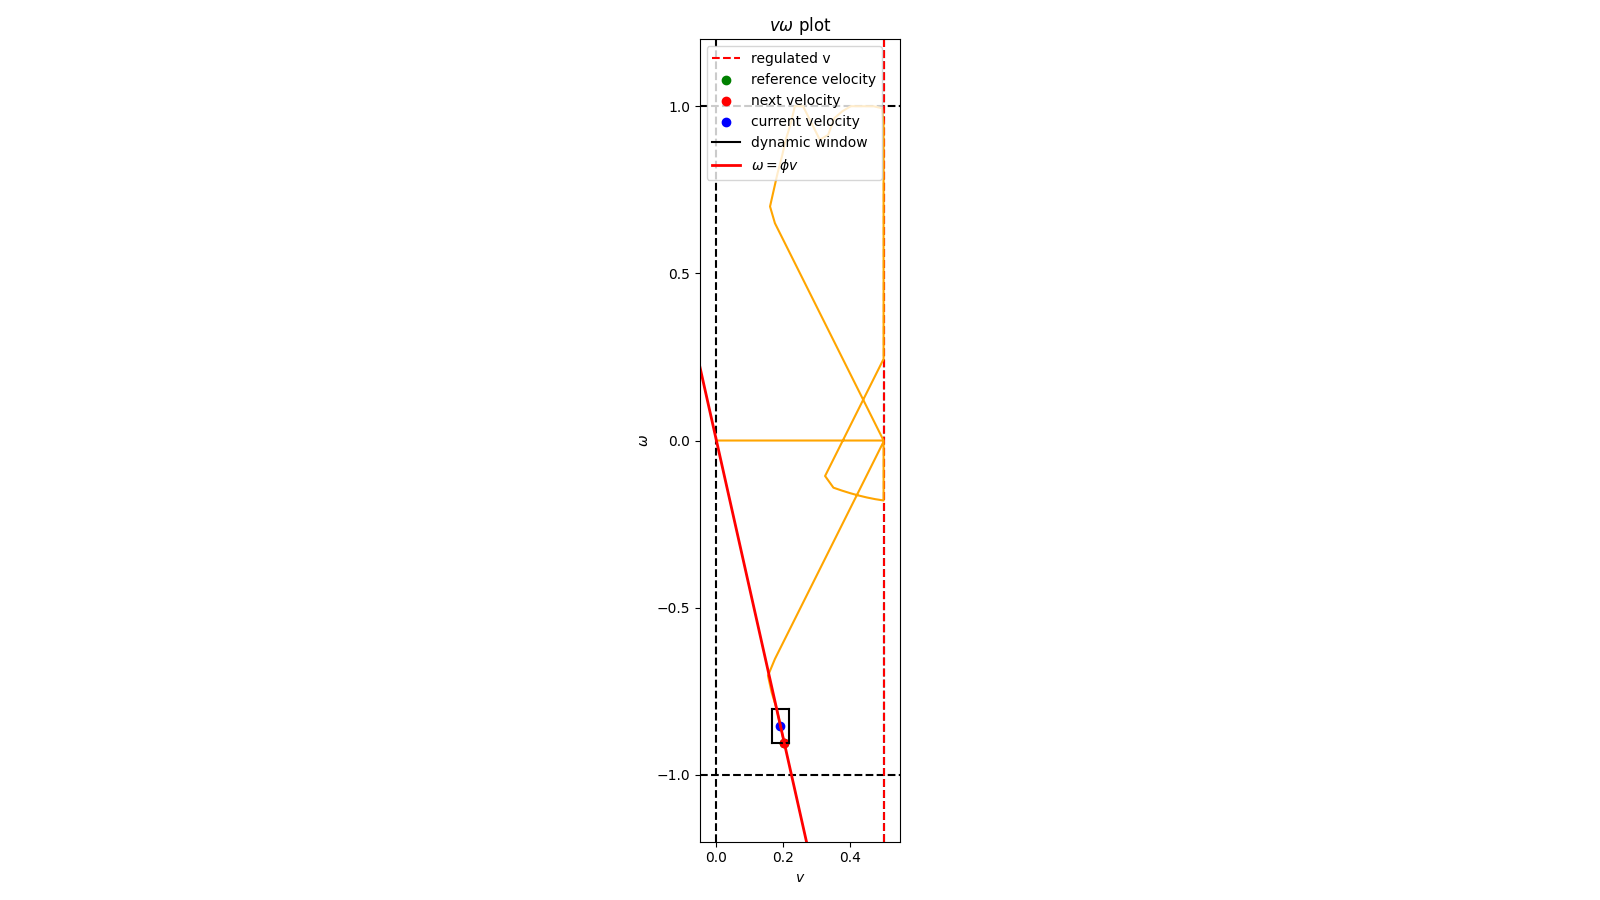 vω plot
regulated v
reference velocity
next velocity
current velocity
dynamic window
ω = ϕv
1.0
0.5
0.0
−0.5
−1.0
ω
0.0 0.2 0.4
v